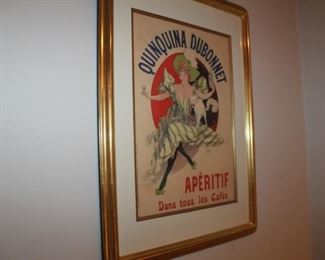 QUINQUINA DUBONNET
APÉRITIF
Dans tous les Cafés